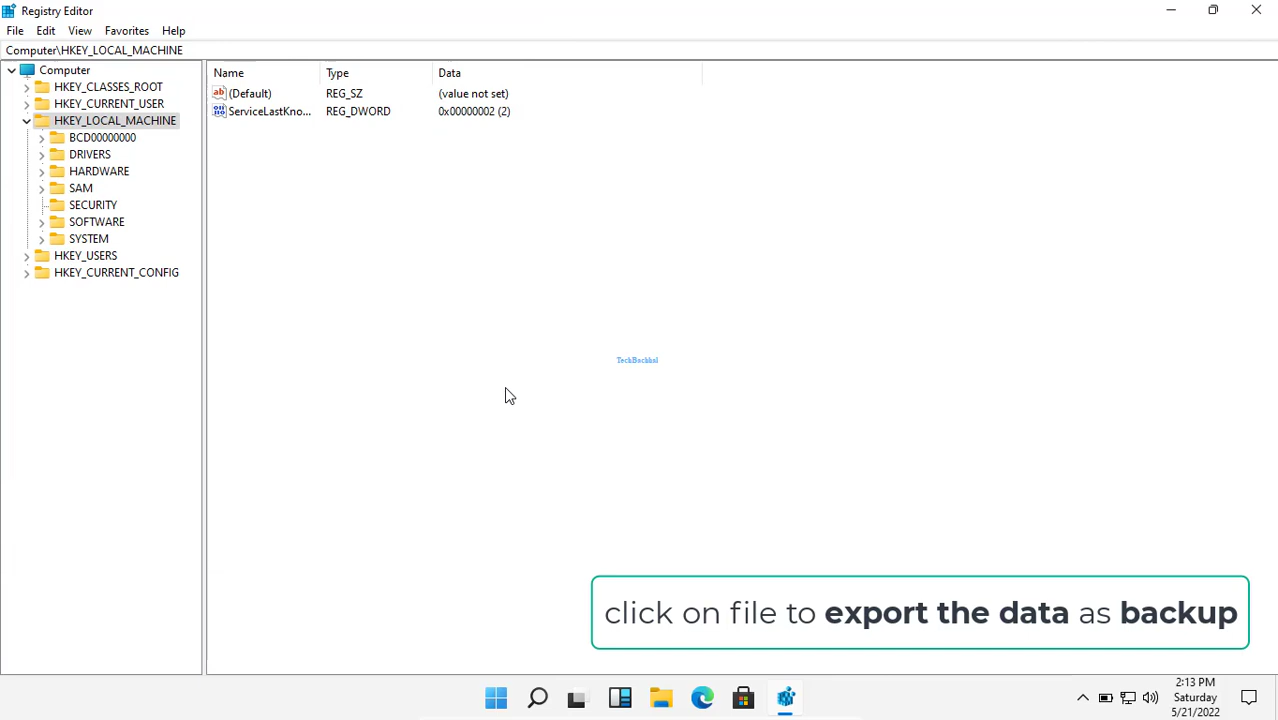 Registry Editor
File Edit View Favorites Help
Computer\HKEY_LOCAL_MACHINE
Computer
HKEY_CLASSES_ROOT
HKEY_CURRENT_USER
HKEY_LOCAL_MACHINE
BCD00000000
DRIVERS
HARDWARE
SAM
SECURITY
SOFTWARE
SYSTEM
HKEY_USERS
HKEY_CURRENT_CONFIG
Name Type Data
(Default) REG_SZ (value not set)
ServiceLastKno... REG_DWORD 0x00000002 (2)
TechBachhal
click on file to export the data as backup
2:13 PM
Saturday
5/21/2022